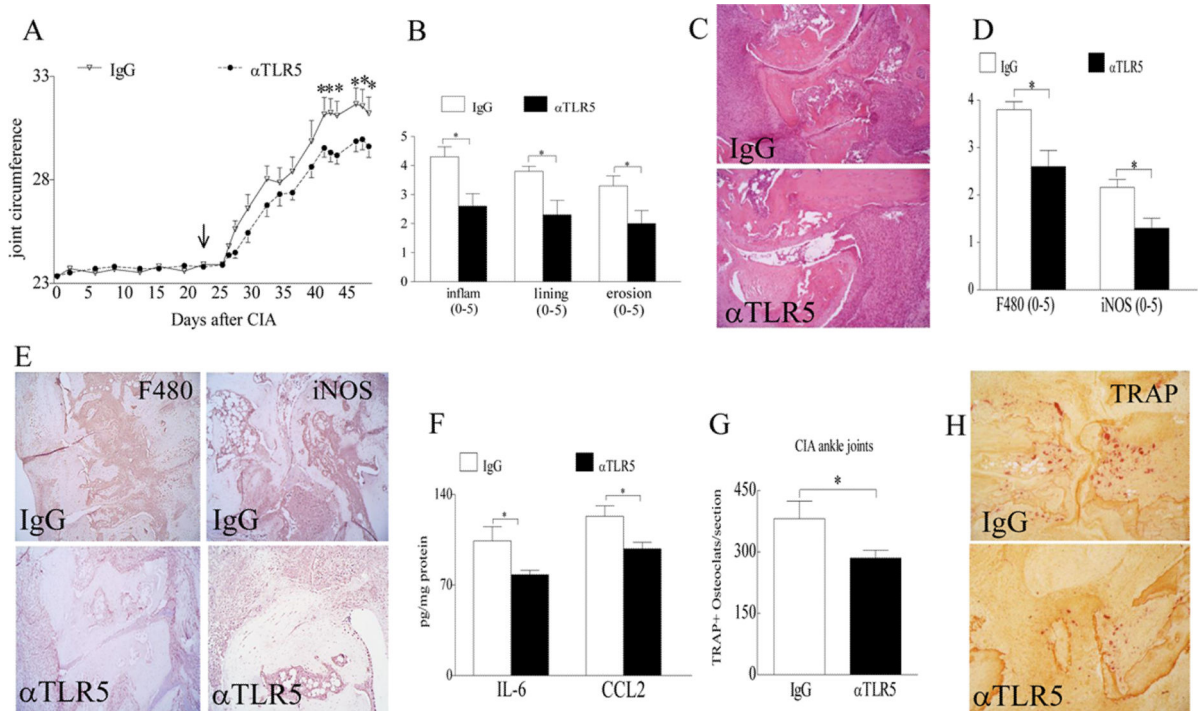 A
IgG
αTLR5
33
28
23
joint circumference
***
***
0 5 10 15 20 25 30 35 40 45
Days after CIA
B
IgG
αTLR5
5
4
3
2
1
0
* * *
inflam lining erosion
(0-5) (0-5) (0-5)
C
IgG
αTLR5
D
IgG
αTLR5
4
2
0
* *
F480 (0-5) iNOS (0-5)
E
F480
IgG
iNOS
IgG
αTLR5
αTLR5
F
IgG
αTLR5
140
70
0
pg/mg protein
* *
IL-6 CCL2
G
CIA ankle joints
450
300
150
0
TRAP+ Osteoclats/section
*
IgG αTLR5
H
TRAP
IgG
αTLR5